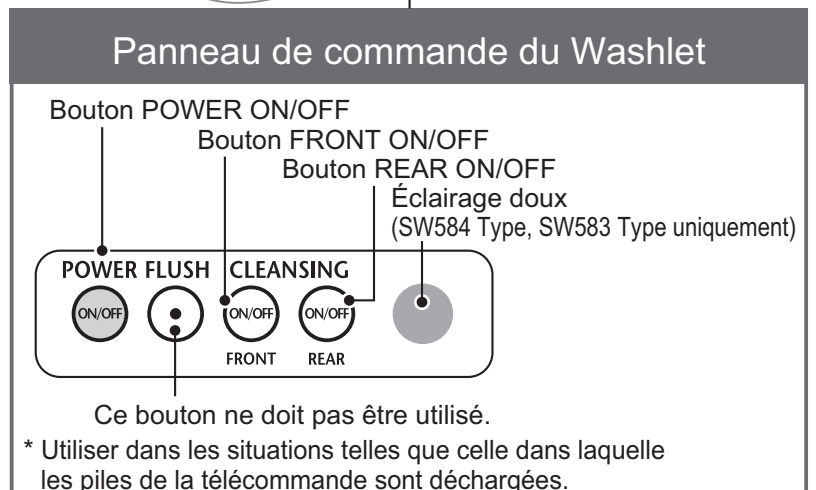 Panneau de commande du Washlet
Bouton POWER ON/OFF
Bouton FRONT ON/OFF
Bouton REAR ON/OFF
Éclairage doux
(SW584 Type, SW583 Type uniquement)
POWER FLUSH CLEANSING
ON/OFF ON/OFF ON/OFF
FRONT REAR
Ce bouton ne doit pas être utilisé.
* Utiliser dans les situations telles que celle dans laquelle
les piles de la télécommande sont déchargées.